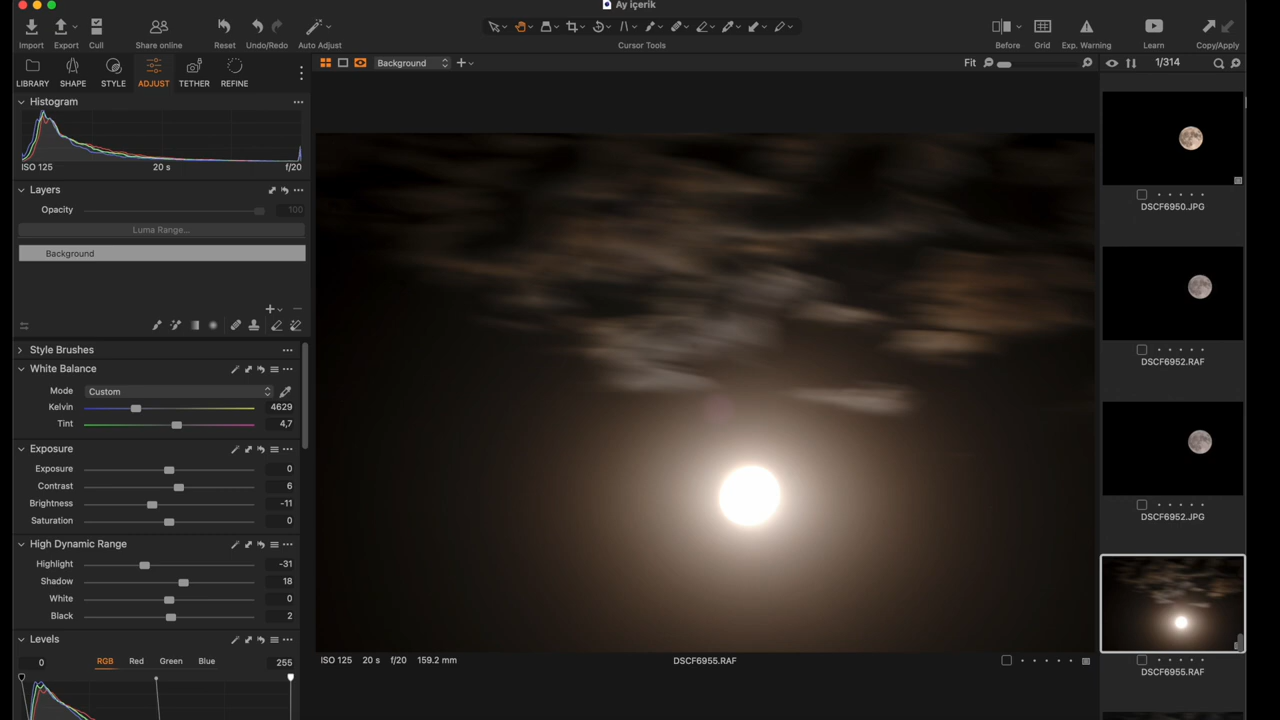 Ay içerik
Import Export Cull Share online Reset Undo/Redo Auto Adjust Cursor Tools Before Grid Exp. Warning Learn Copy/Apply
LIBRARY SHAPE STYLE ADJUST TETHER REFINE
Background
Fit
1/314
Histogram
ISO 125 20 s f/20
Layers
Opacity 100
Luma Range...
Background
Style Brushes
White Balance
Mode Custom
Kelvin 4629
Tint 4,7
Exposure
Exposure 0
Contrast 6
Brightness -11
Saturation 0
High Dynamic Range
Highlight -31
Shadow 18
White 0
Black 2
Levels
0 RGB Red Green Blue 255
ISO 125 20 s f/20 159.2 mm
DSCF6955.RAF
DSCF6950.JPG
DSCF6952.RAF
DSCF6952.JPG
DSCF6955.RAF